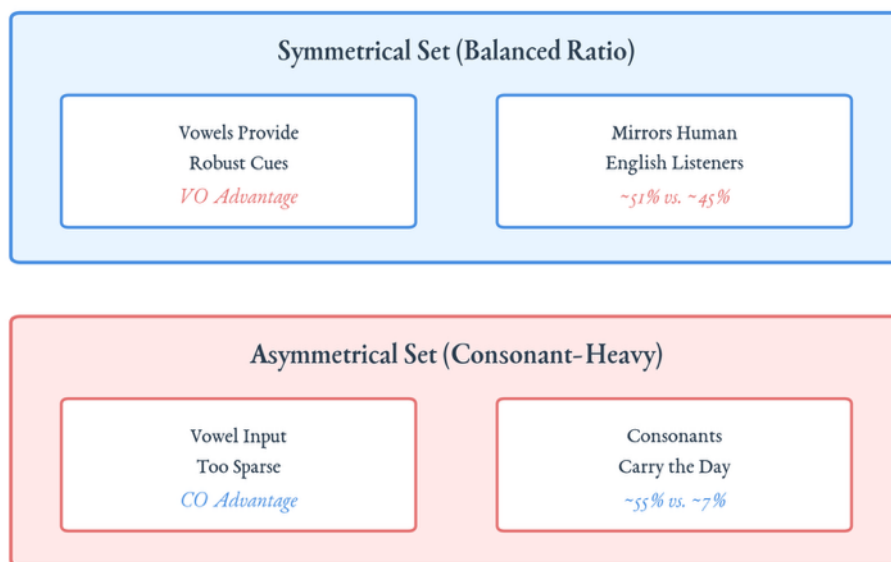 Symmetrical Set (Balanced Ratio)
Vowels Provide
Robust Cues
VO Advantage
Mirrors Human
English Listeners
~51% vs. ~45%
Asymmetrical Set (Consonant-Heavy)
Vowel Input
Too Sparse
CO Advantage
Consonants
Carry the Day
~55% vs. ~7%